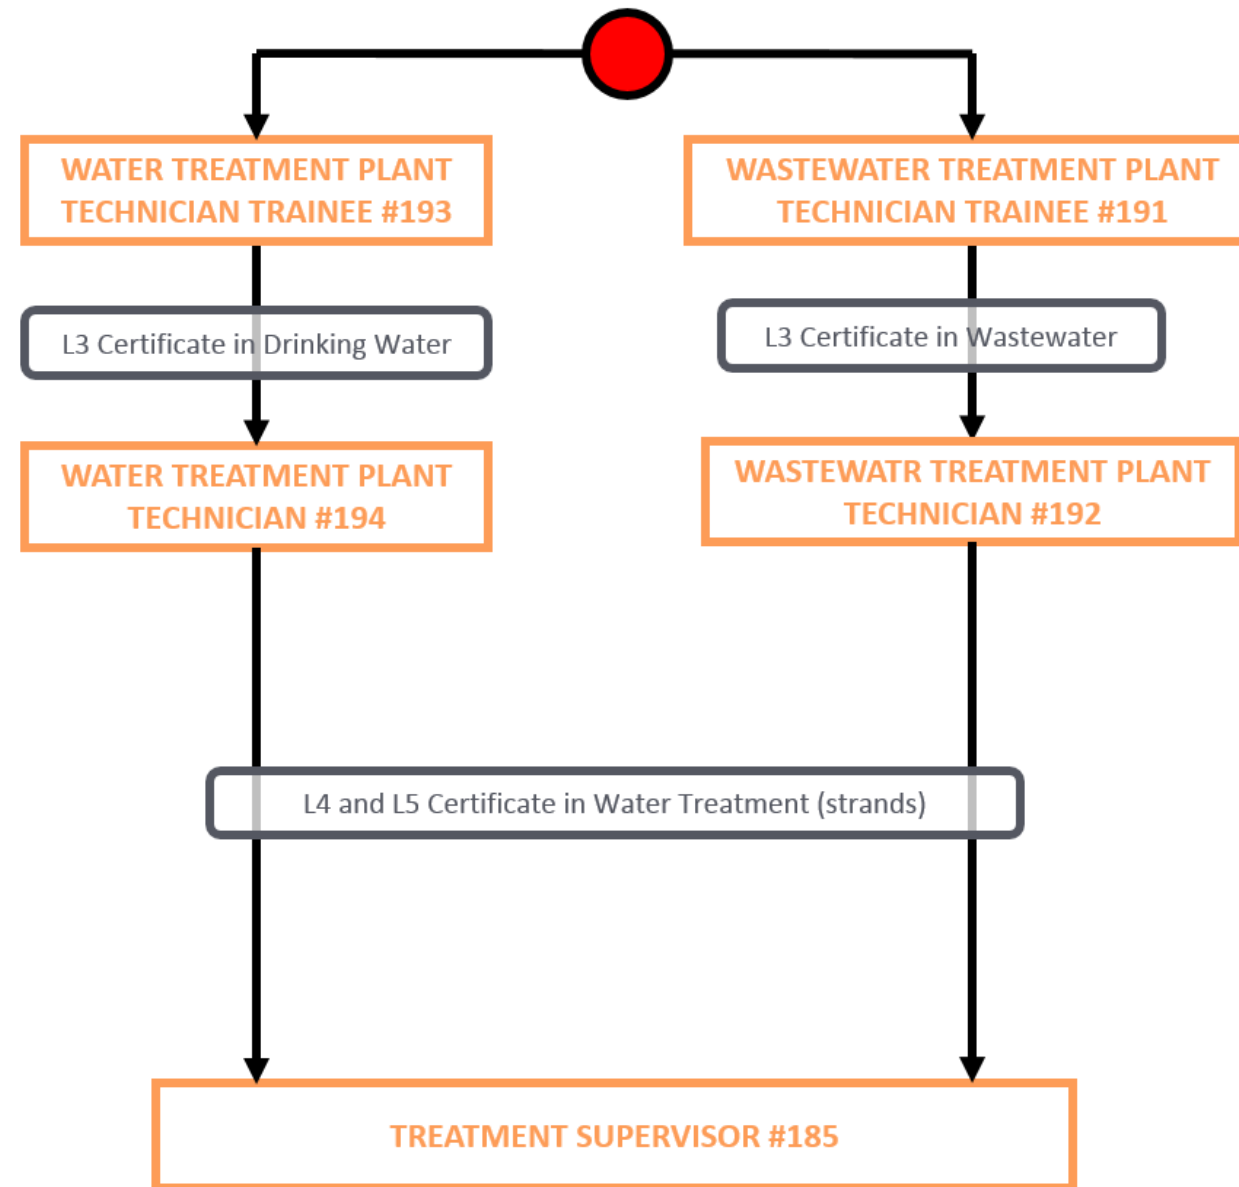 WATER TREATMENT PLANT
TECHNICIAN TRAINEE #193
WASTEWATER TREATMENT PLANT
TECHNICIAN TRAINEE #191
L3 Certificate in Drinking Water
L3 Certificate in Wastewater
WATER TREATMENT PLANT
TECHNICIAN #194
WASTEWATR TREATMENT PLANT
TECHNICIAN #192
L4 and L5 Certificate in Water Treatment (strands)
TREATMENT SUPERVISOR #185